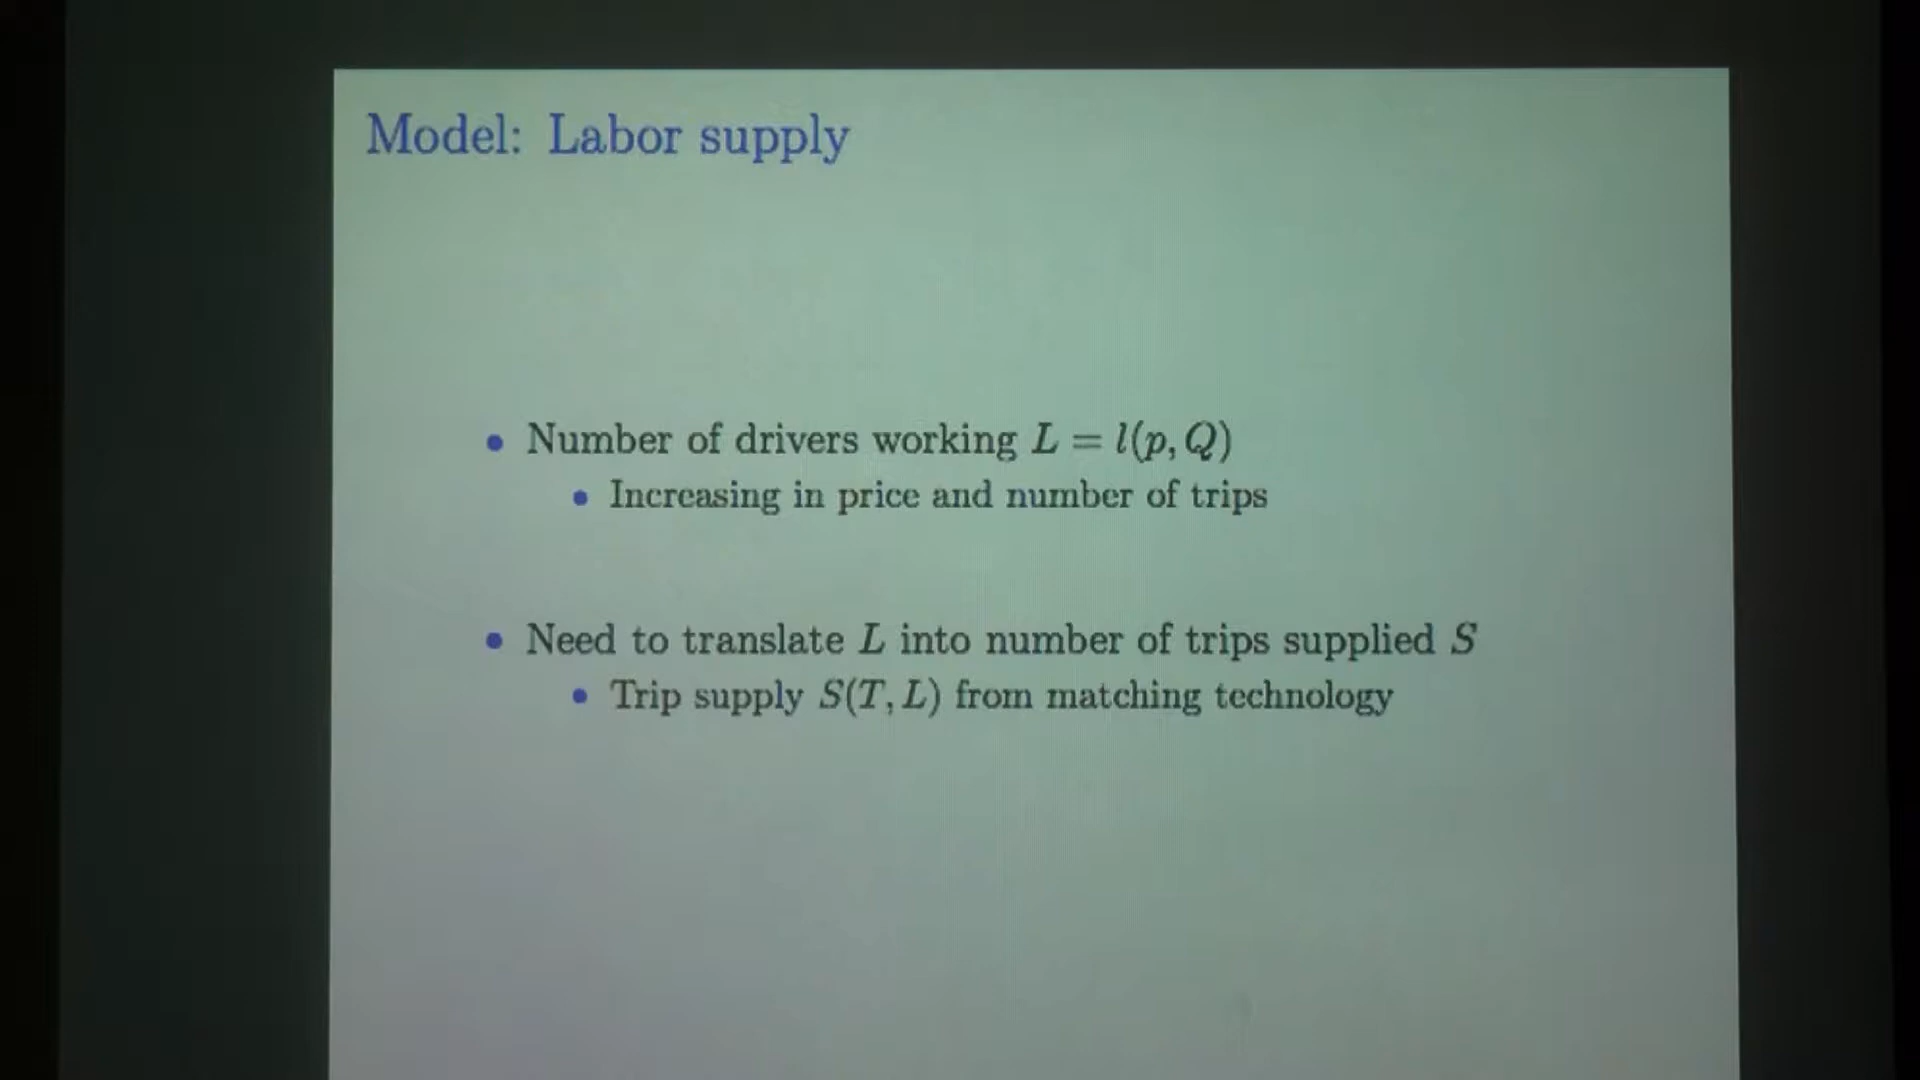 Model: Labor supply
• Number of drivers working L = l(p, Q)
• Increasing in price and number of trips
• Need to translate L into number of trips supplied S
• Trip supply S(T, L) from matching technology